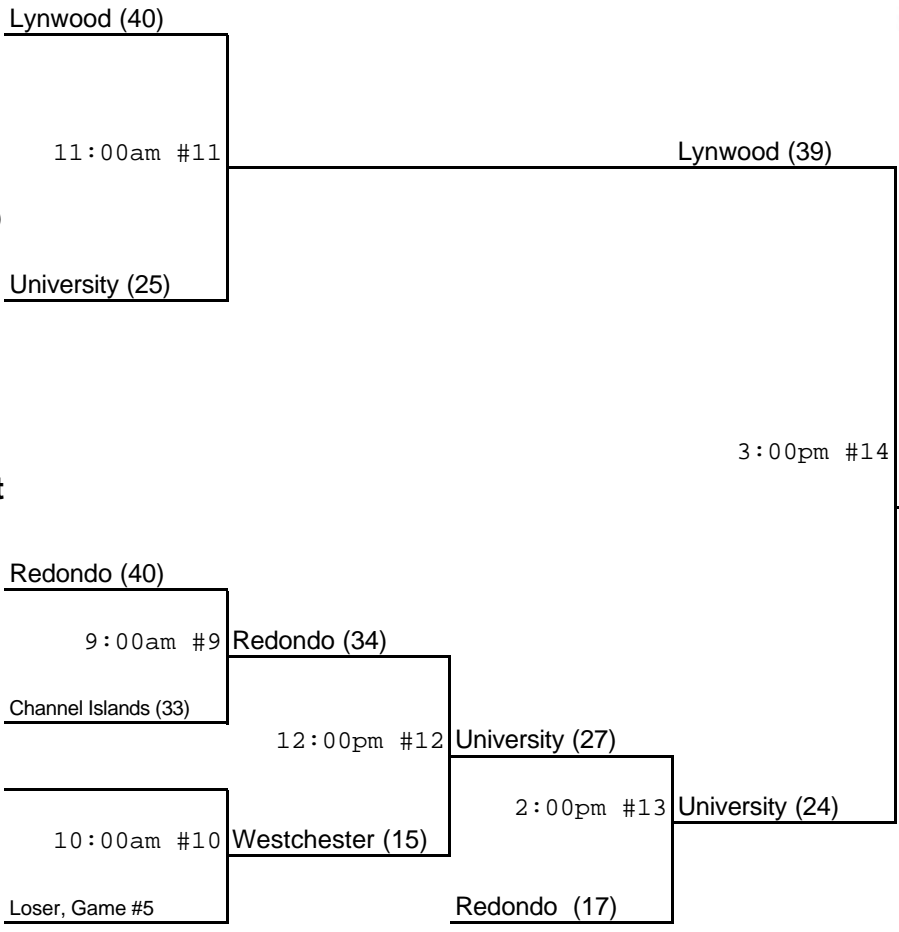 Lynwood (40)
11:00am #11
Lynwood (39)
)
University (25)
3:00pm #14
t
Redondo (40)
9:00am #9
Redondo (34)
Channel Islands (33)
12:00pm #12
University (27)
2:00pm #13
University (24)
10:00am #10
Westchester (15)
Loser, Game #5
Redondo (17)